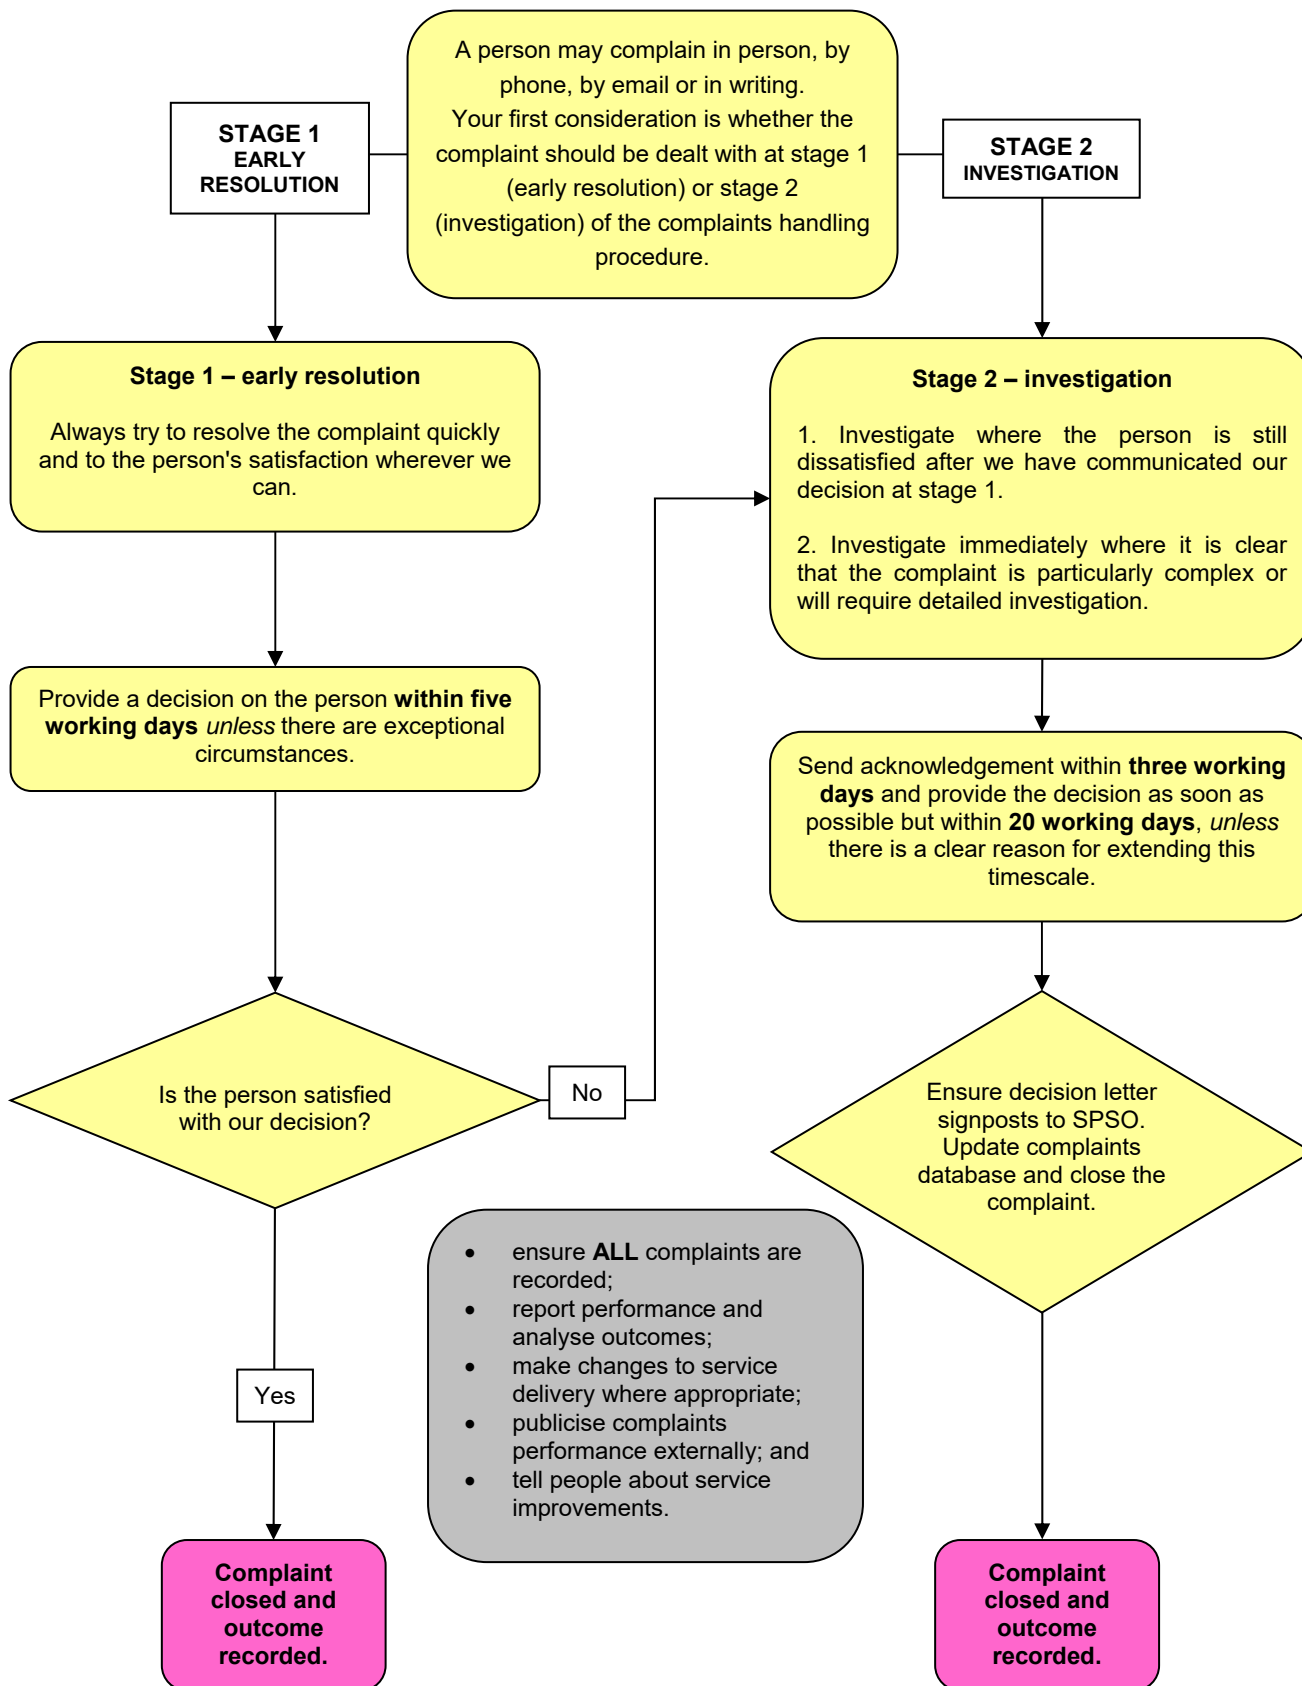 A person may complain in person, by
phone, by email or in writing.
Your first consideration is whether the
complaint should be dealt with at stage 1
(early resolution) or stage 2
(investigation) of the complaints handling
procedure.
STAGE 1
EARLY
RESOLUTION
STAGE 2
INVESTIGATION
Stage 1 – early resolution
Always try to resolve the complaint quickly
and to the person's satisfaction wherever we
can.
Stage 2 – investigation
1. Investigate where the person is still
dissatisfied after we have communicated our
decision at stage 1.
2. Investigate immediately where it is clear
that the complaint is particularly complex or
will require detailed investigation.
Provide a decision on the person within five
working days unless there are exceptional
circumstances.
Send acknowledgement within three working
days and provide the decision as soon as
possible but within 20 working days, unless
there is a clear reason for extending this
timescale.
Is the person satisfied
with our decision?
No
Ensure decision letter
signposts to SPSO.
Update complaints
database and close the
complaint.
• ensure ALL complaints are
recorded;
• report performance and
analyse outcomes;
• make changes to service
delivery where appropriate;
• publicise complaints
performance externally; and
• tell people about service
improvements.
Yes
Complaint
closed and
outcome
recorded.
Complaint
closed and
outcome
recorded.